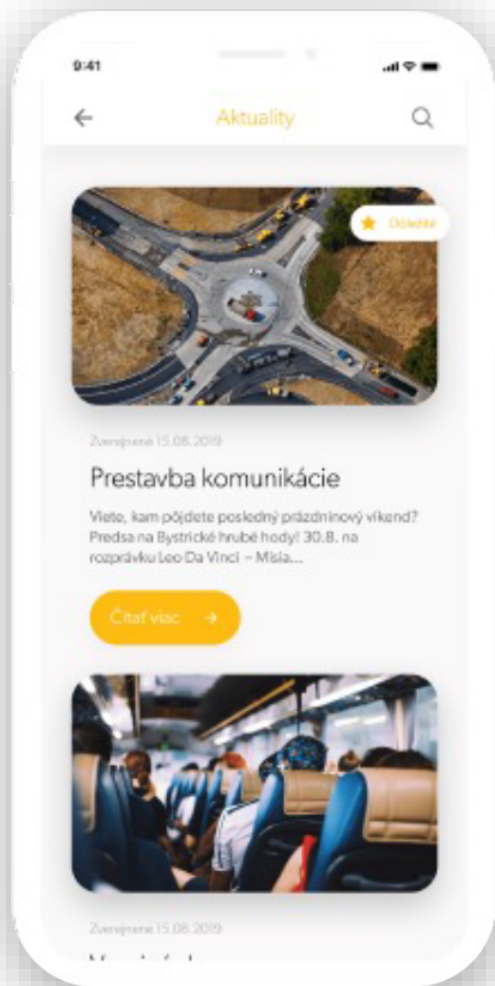 9:41
Aktuality
Dôležité
Zverejnené 15.08.2019
Prestavba komunikácie
Viete, kam pôjdete posledný prázdninový víkend?
Predsa na Bystrické hrubé hody! 30.8. na
rozprávku Leo Da Vinci – Misia...
Čítať viac
Zverejnené 15.08.2019